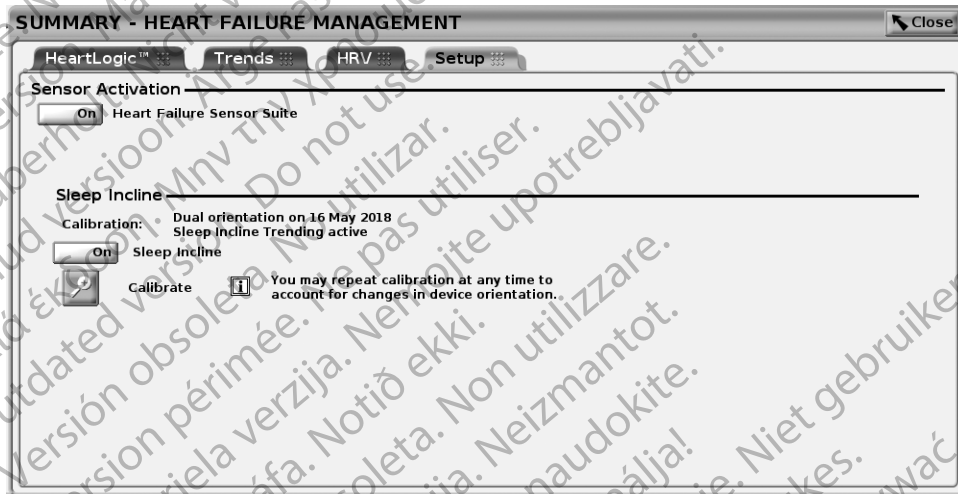 SUMMARY - HEART FAILURE MANAGEMENT
Close
HeartLogic™ Trends HRV Setup
Sensor Activation
On Heart Failure Sensor Suite
Sleep Incline
Calibration: Dual orientation on 16 May 2018
Sleep Incline Trending active
On Sleep Incline
Calibrate You may repeat calibration at any time to
account for changes in device orientation.
Outdated version. Do not use.
Version obsolete. No utilizar.
Version périmée. Ne pas utiliser.
verzija. Nemojte upotrebljavati.
Notið ekki.
Non utilizzare.
Neizmantot.
naudokite.
Niet gebruiken